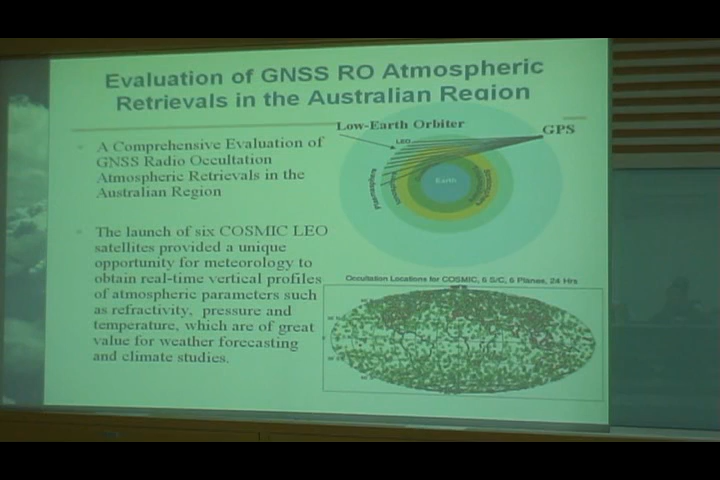 Evaluation of GNSS RO Atmospheric
Retrievals in the Australian Region
A Comprehensive Evaluation of
GNSS Radio Occultation
Atmospheric Retrievals in the
Australian Region
The launch of six COSMIC LEO
satellites provided a unique
opportunity for meteorology to
obtain real-time vertical profiles
of atmospheric parameters such
as refractivity, pressure and
temperature, which are of great
value for weather forecasting
and climate studies.
Low-Earth Orbiter
GPS
LEO
Earth
Occultation Locations for COSMIC, 6 S/C, 6 Planes, 24 Hrs